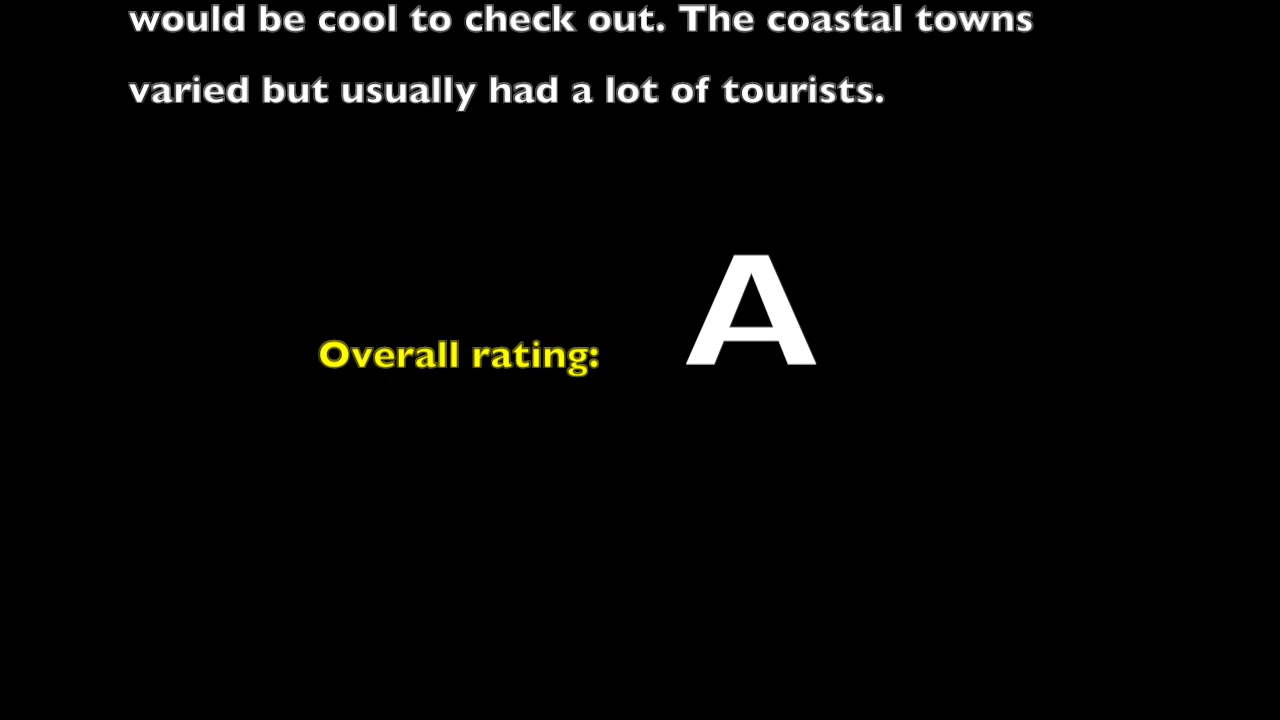 would be cool to check out. The coastal towns
varied but usually had a lot of tourists.
Overall rating: A